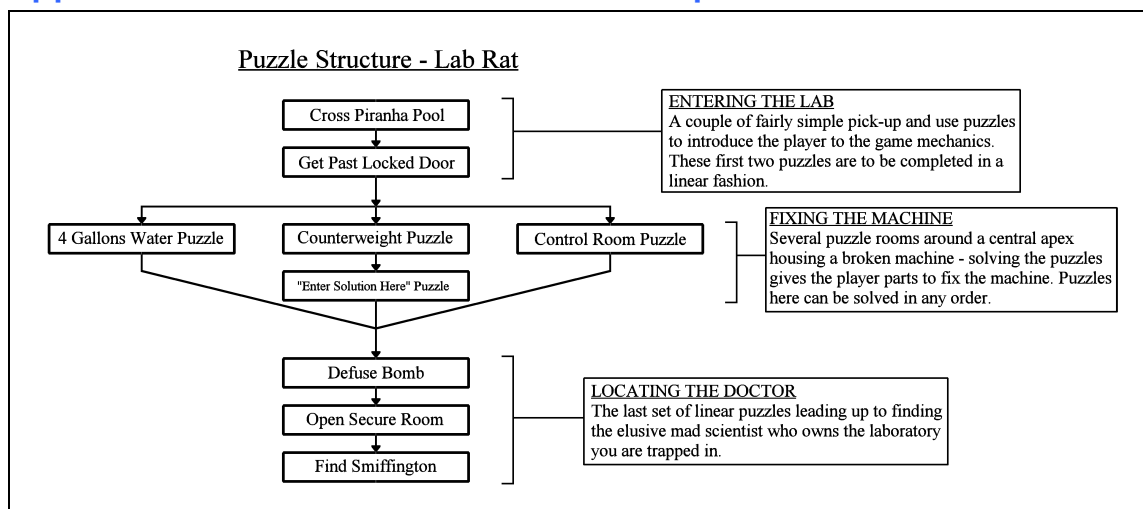 Puzzle Structure - Lab Rat
Cross Piranha Pool
Get Past Locked Door
ENTERING THE LAB
A couple of fairly simple pick-up and use puzzles
to introduce the player to the game mechanics.
These first two puzzles are to be completed in a
linear fashion.
4 Gallons Water Puzzle
Counterweight Puzzle
Control Room Puzzle
"Enter Solution Here" Puzzle
FIXING THE MACHINE
Several puzzle rooms around a central apex
housing a broken machine - solving the puzzles
gives the player parts to fix the machine. Puzzles
here can be solved in any order.
Defuse Bomb
Open Secure Room
Find Smiffington
LOCATING THE DOCTOR
The last set of linear puzzles leading up to finding
the elusive mad scientist who owns the laboratory
you are trapped in.